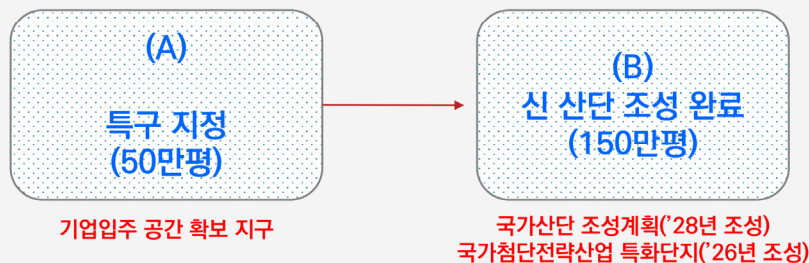 (A)
특구 지정
(50만평)
기업입주 공간 확보 지구
(B)
신 산단 조성 완료
(150만평)
국가산단 조성계획('28년 조성)
국가첨단전략산업 특화단지('26년 조성)